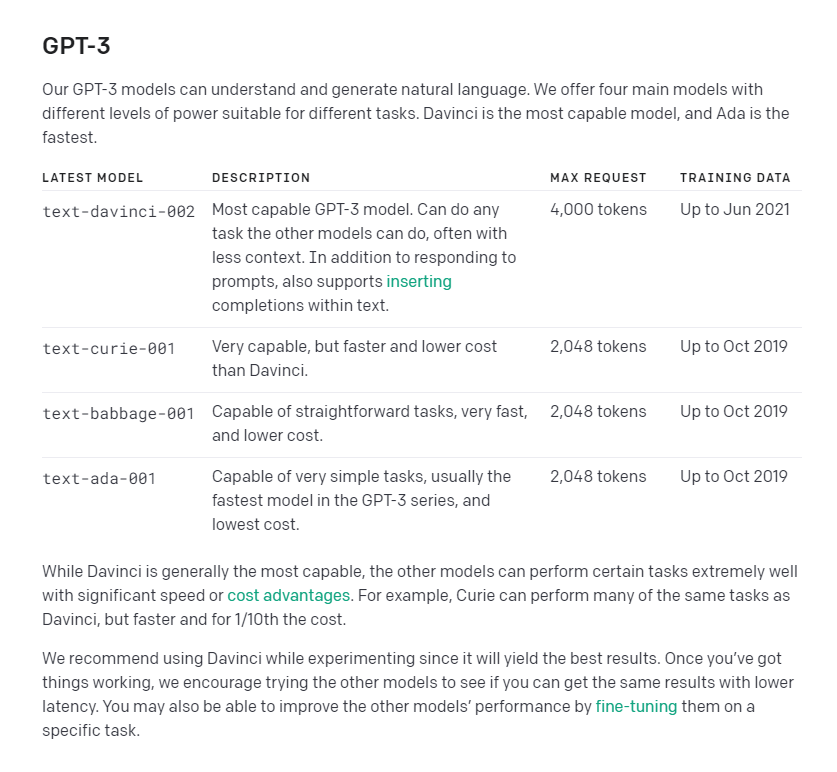 GPT-3
Our GPT-3 models can understand and generate natural language. We offer four main models with
different levels of power suitable for different tasks. Davinci is the most capable model, and Ada is the
fastest.
LATEST MODEL DESCRIPTION MAX REQUEST TRAINING DATA
text-davinci-002 Most capable GPT-3 model. Can do any 4,000 tokens Up to Jun 2021
task the other models can do, often with
less context. In addition to responding to
prompts, also supports inserting
completions within text.
text-curie-001 Very capable, but faster and lower cost 2,048 tokens Up to Oct 2019
than Davinci.
text-babbage-001 Capable of straightforward tasks, very fast, 2,048 tokens Up to Oct 2019
and lower cost.
text-ada-001 Capable of very simple tasks, usually the 2,048 tokens Up to Oct 2019
fastest model in the GPT-3 series, and
lowest cost.
While Davinci is generally the most capable, the other models can perform certain tasks extremely well
with significant speed or cost advantages. For example, Curie can perform many of the same tasks as
Davinci, but faster and for 1/10th the cost.
We recommend using Davinci while experimenting since it will yield the best results. Once you’ve got
things working, we encourage trying the other models to see if you can get the same results with lower
latency. You may also be able to improve the other models’ performance by fine-tuning them on a
specific task.